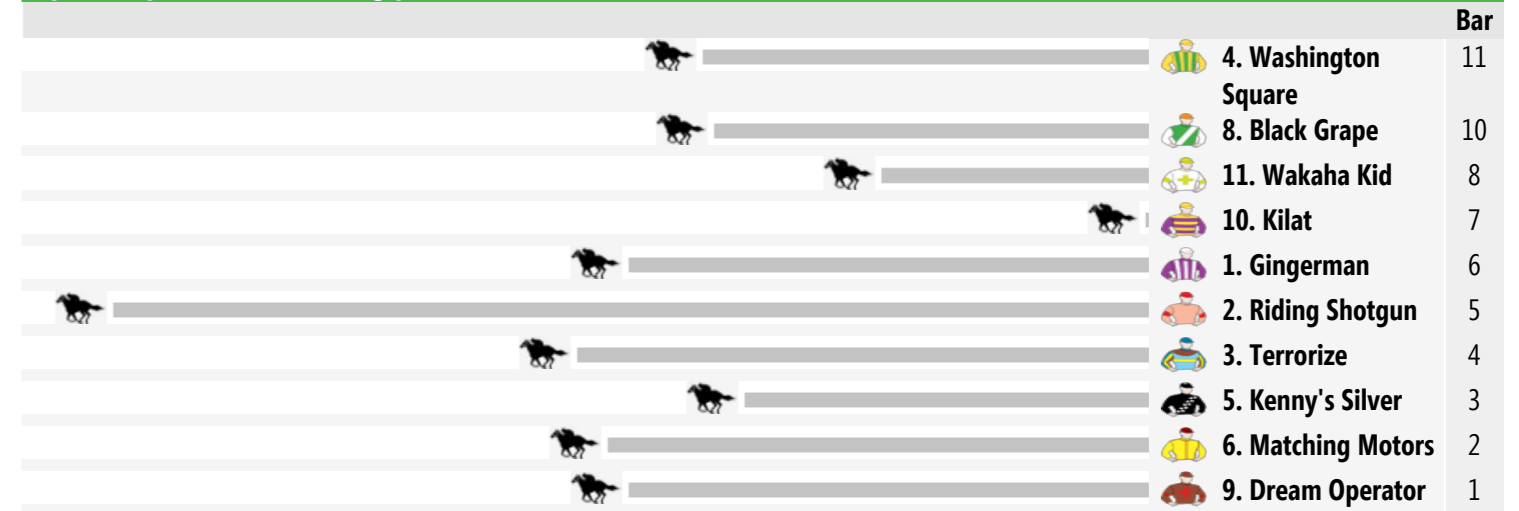 Bar
4. Washington 11
Square
8. Black Grape 10
11. Wakaha Kid 8
10. Kilat 7
1. Gingerman 6
2. Riding Shotgun 5
3. Terrorize 4
5. Kenny's Silver 3
6. Matching Motors 2
9. Dream Operator 1